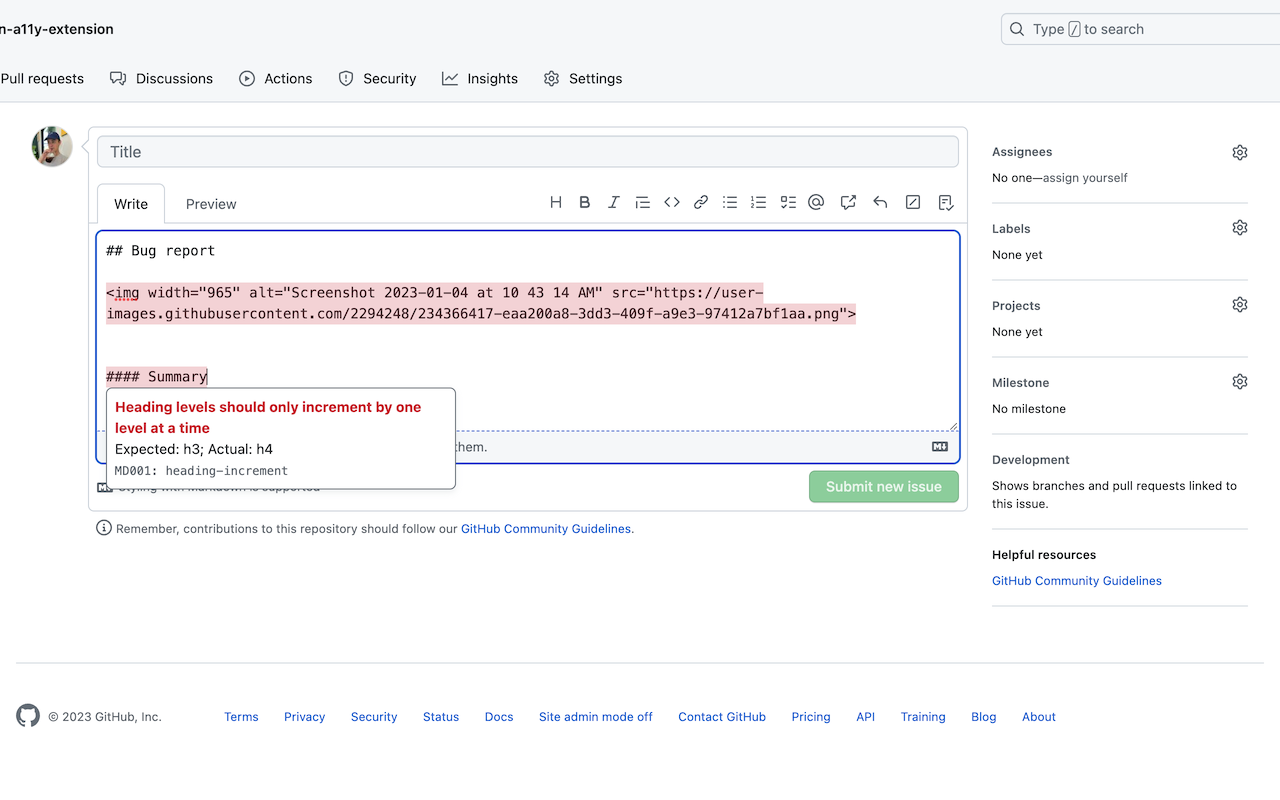 n-a11y-extension
Type / to search
Pull requests
Discussions
Actions
Security
Insights
Settings
Title
Write
Preview
## Bug report
<img width="965" alt="Screenshot 2023-01-04 at 10 43 14 AM" src="https://user-
images.githubusercontent.com/2294248/234366417-eaa200a8-3dd3-409f-a9e3-97412a7bf1aa.png">
#### Summary
Heading levels should only increment by one
level at a time
Expected: h3; Actual: h4
MD001: heading-increment
them.
Styling with Markdown is supported
Submit new issue
Remember, contributions to this repository should follow our GitHub Community Guidelines.
Assignees
No one—assign yourself
Labels
None yet
Projects
None yet
Milestone
No milestone
Development
Shows branches and pull requests linked to
this issue.
Helpful resources
GitHub Community Guidelines
© 2023 GitHub, Inc.
Terms
Privacy
Security
Status
Docs
Site admin mode off
Contact GitHub
Pricing
API
Training
Blog
About